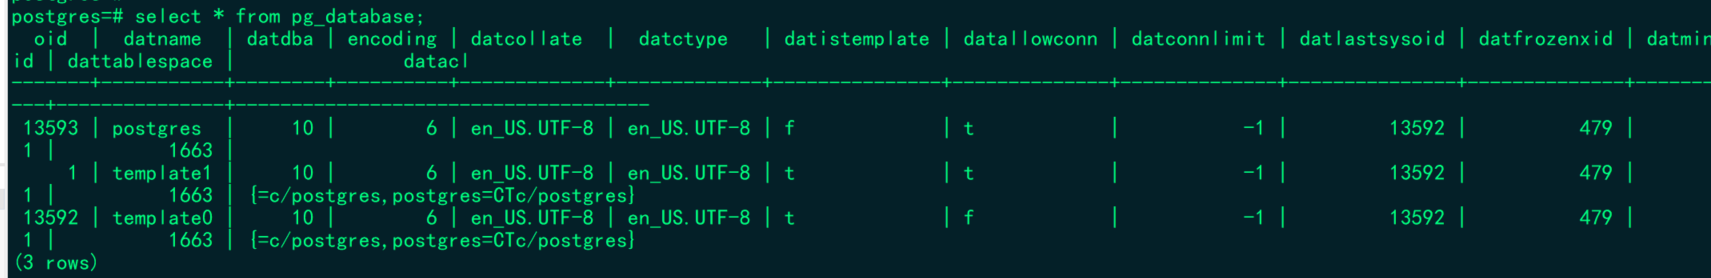 postgres=# select * from pg_database;
oid | datname | datdba | encoding | datcollate | datctype | datistemplate | datallowconn | datconnlimit | datlastsysoid | datfrozenxid | datmin
id | dattablespace | datacl
-------+-----------+--------+----------+-------------+-------------+---------------+--------------+--------------+---------------+--------------+-------
---+---------------+-------------------------------------
13593 | postgres | 10 | 6 | en_US.UTF-8 | en_US.UTF-8 | f | t | -1 | 13592 | 479 |
1 | 1663 |
1 | template1 | 10 | 6 | en_US.UTF-8 | en_US.UTF-8 | t | t | -1 | 13592 | 479 |
1 | 1663 | {=c/postgres,postgres=CTc/postgres}
13592 | template0 | 10 | 6 | en_US.UTF-8 | en_US.UTF-8 | t | f | -1 | 13592 | 479 |
1 | 1663 | {=c/postgres,postgres=CTc/postgres}
(3 rows)